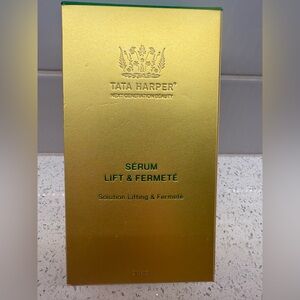 TATA HARPER
NEXT GENERATION BEAUTY
SÉRUM
LIFT & FERMETÉ
Solution Lifting & Fermeté